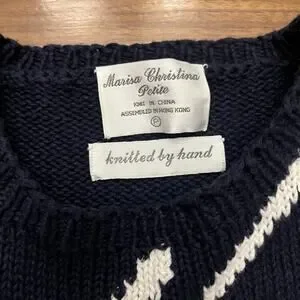 Marisa Christina
Petite
KNIT IN CHINA
ASSEMBLED IN HONG KONG
P
knitted by hand